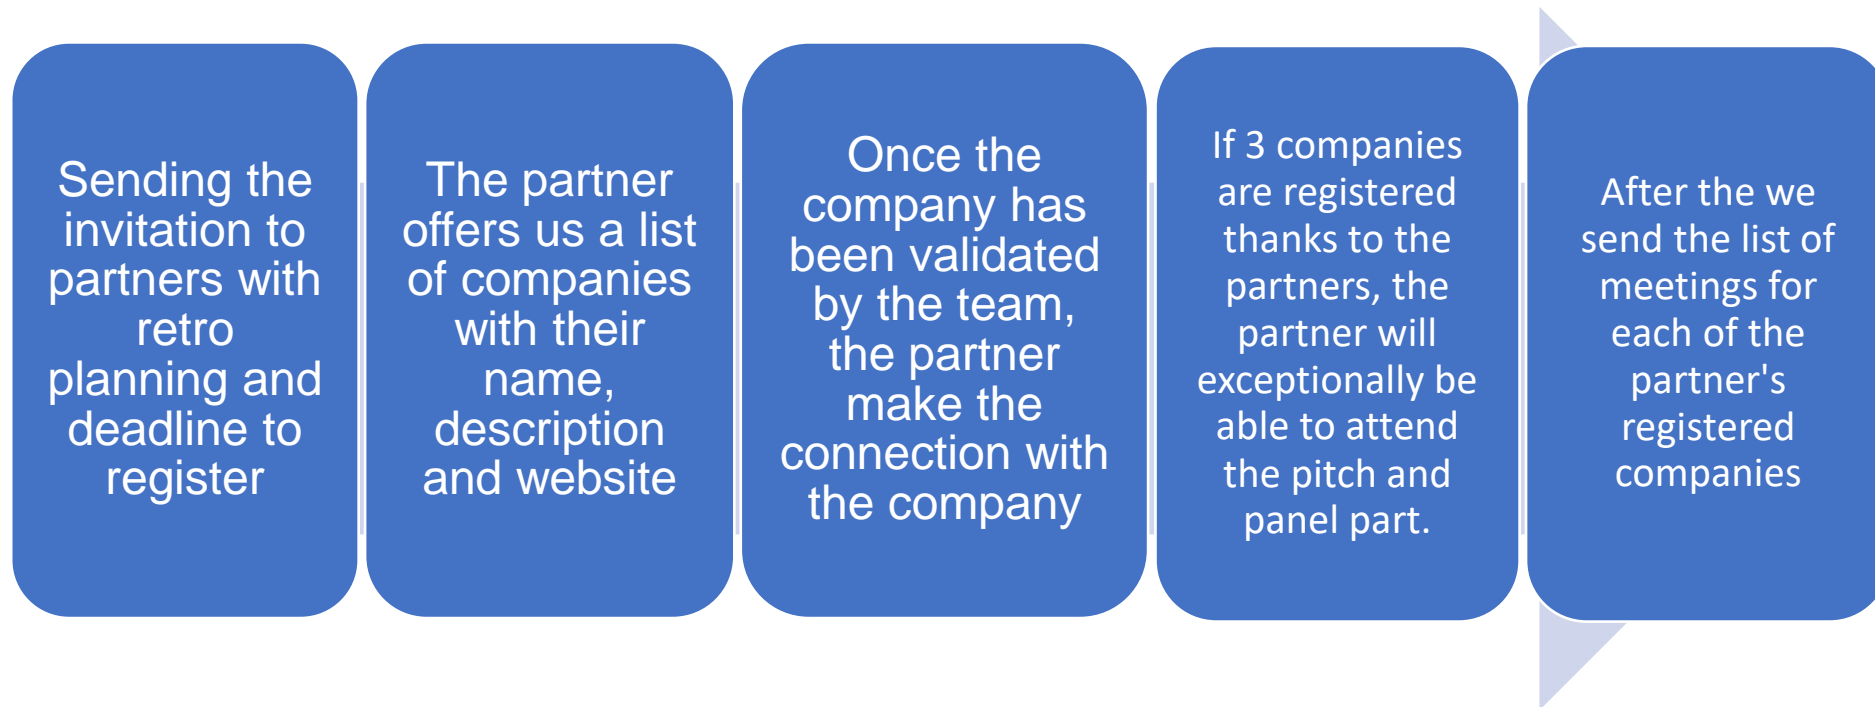 Sending the
invitation to
partners with
retro
planning and
deadline to
register
The partner
offers us a list
of companies
with their
name,
description
and website
Once the
company has
been validated
by the team,
the partner
make the
connection with
the company
If 3 companies
are registered
thanks to the
partners, the
partner will
exceptionally be
able to attend
the pitch and
panel part.
After the we
send the list of
meetings for
each of the
partner's
registered
companies